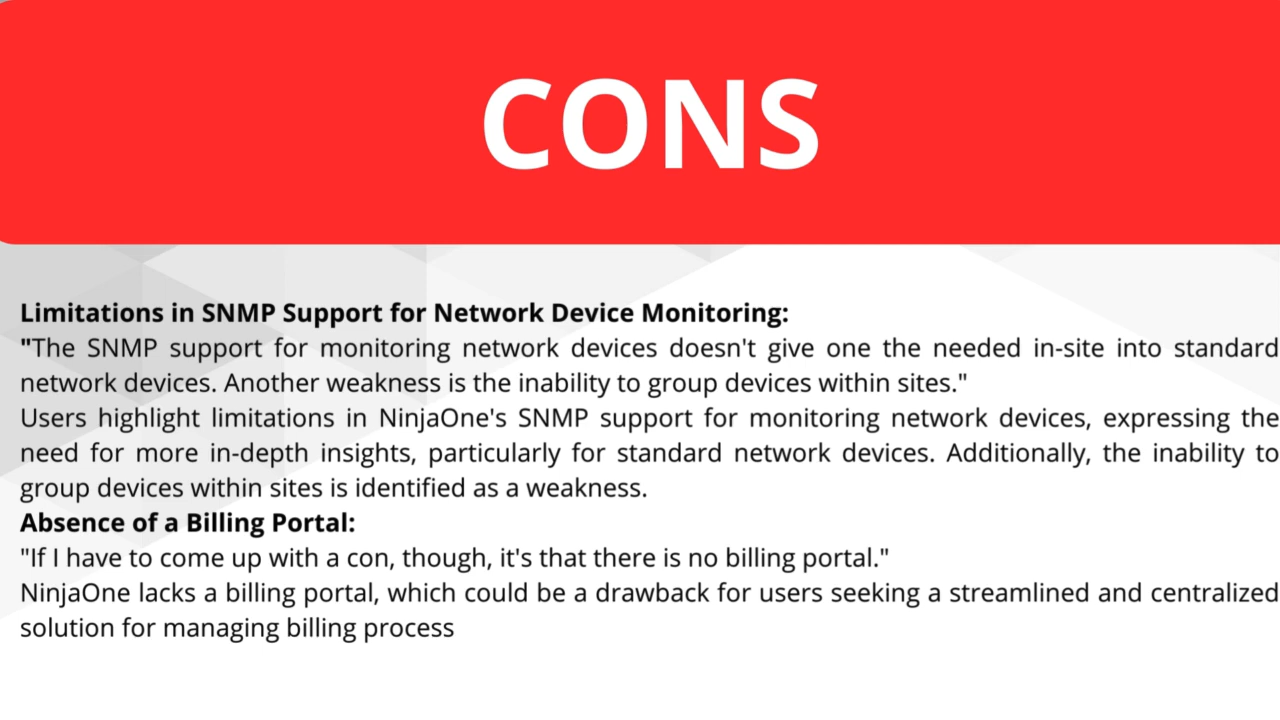 CONS
Limitations in SNMP Support for Network Device Monitoring:
"The SNMP support for monitoring network devices doesn't give one the needed in-site into standard
network devices. Another weakness is the inability to group devices within sites."
Users highlight limitations in NinjaOne's SNMP support for monitoring network devices, expressing the
need for more in-depth insights, particularly for standard network devices. Additionally, the inability to
group devices within sites is identified as a weakness.
Absence of a Billing Portal:
"If I have to come up with a con, though, it's that there is no billing portal."
NinjaOne lacks a billing portal, which could be a drawback for users seeking a streamlined and centralized
solution for managing billing process